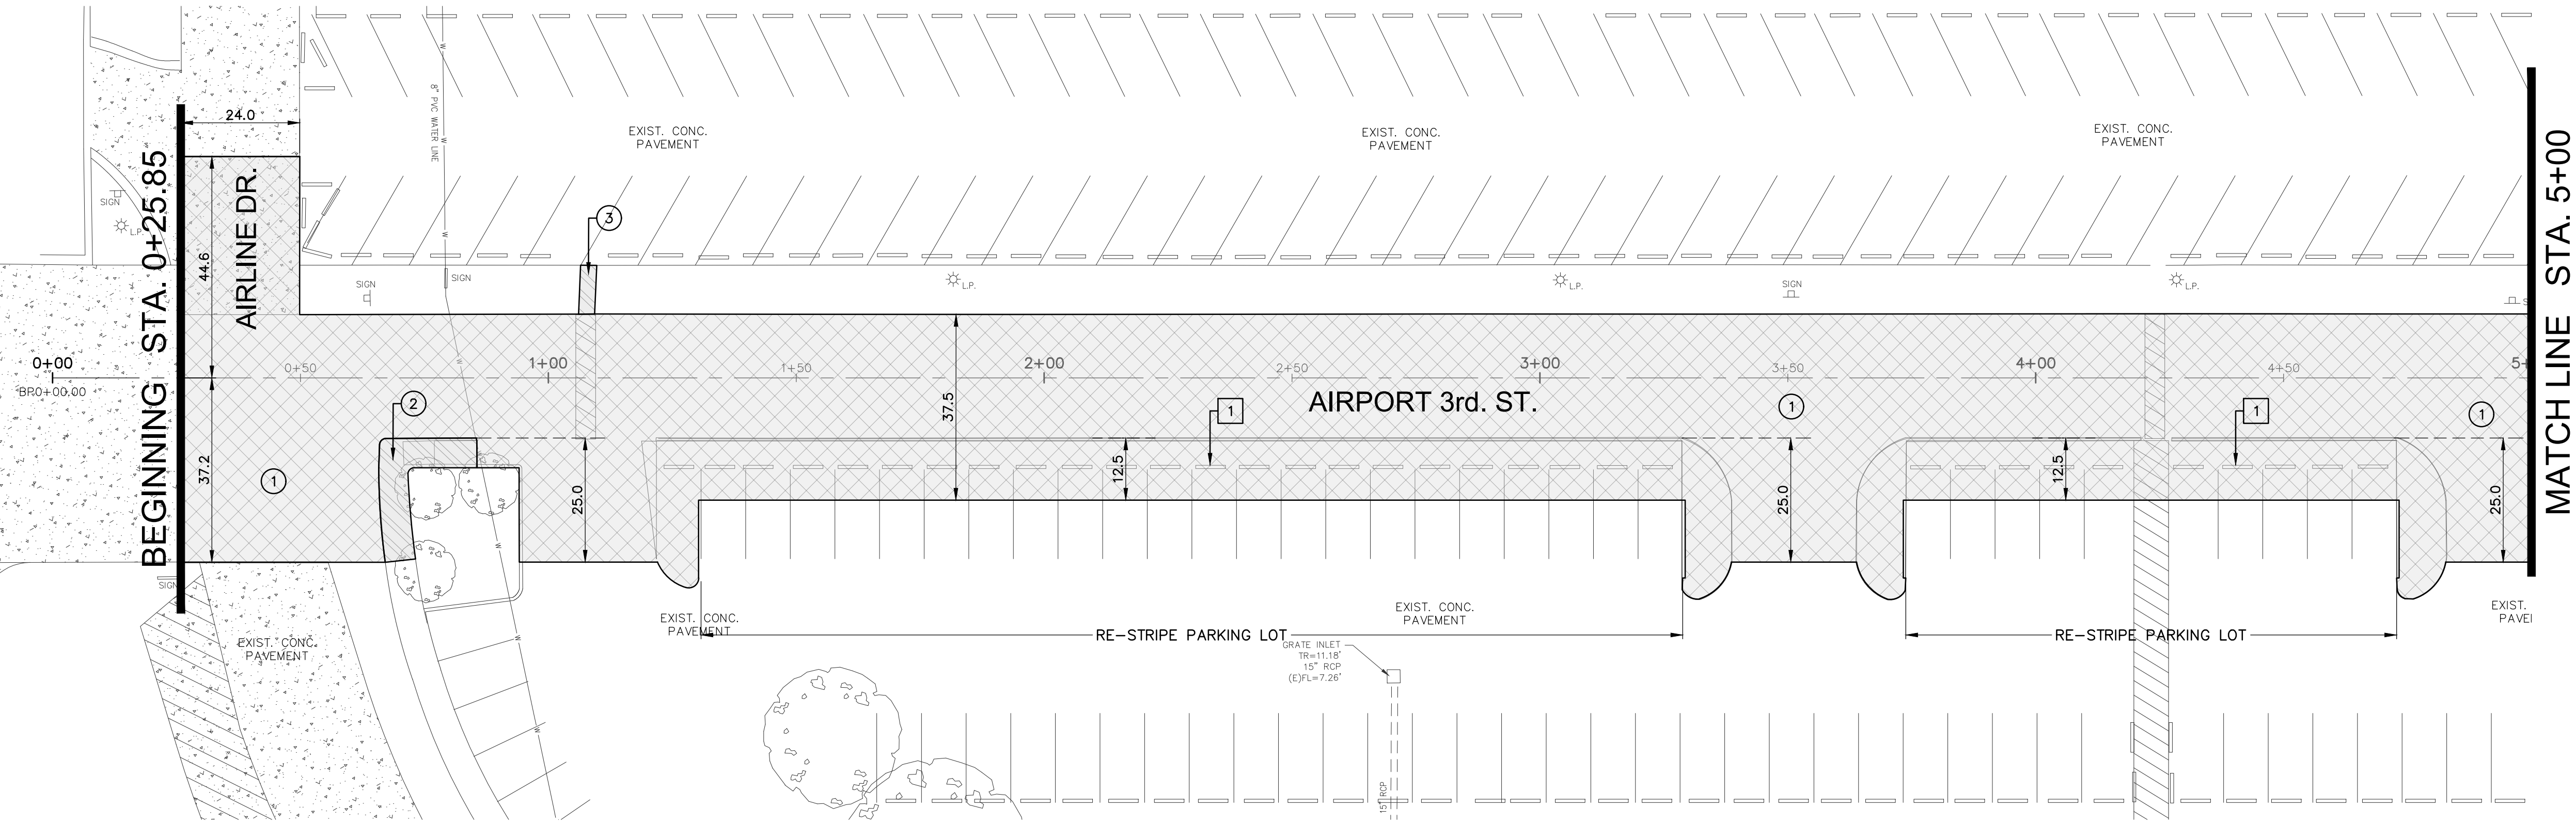 24.0
8" PVC WATER LINE
W
W
W
W
W
W
W
W
EXIST. CONC.
PAVEMENT
EXIST. CONC.
PAVEMENT
EXIST. CONC.
PAVEMENT
BEGINNING STA. 0+25.85
AIRLINE DR.
44.6
SIGN
L.P.
3
SIGN
SIGN
L.P.
L.P.
SIGN
L.P.
S
MATCH LINE STA. 5+00
0+00
BP.0+00.00
0+50
1+00
1+50
2+00
2+50
3+00
3+50
4+00
4+50
5+
37.2
1
2
25.0
37.5
12.5
1
AIRPORT 3rd. ST.
1
25.0
12.5
1
1
25.0
SIGN
EXIST. CONC.
PAVEMENT
EXIST. CONC.
PAVEMENT
EXIST. CONC.
PAVEMENT
EXIST.
PAVE
RE-STRIPE PARKING LOT
RE-STRIPE PARKING LOT
GRATE INLET
TR=11.18'
15" RCP
(E)FL=7.26'
15" RCP